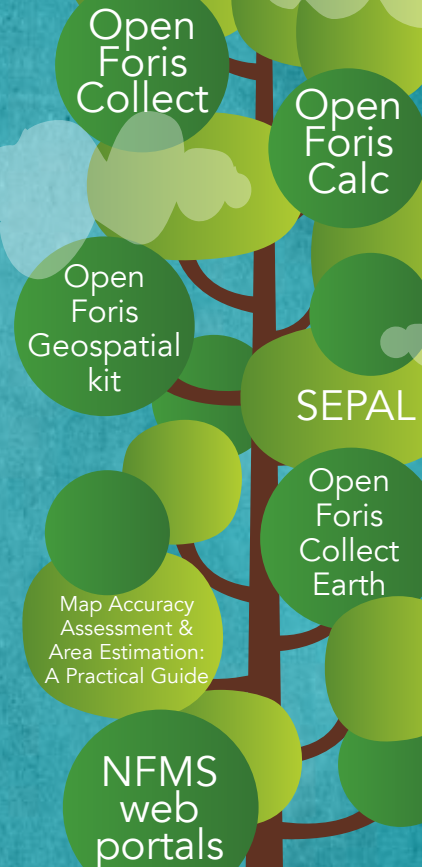 Open
Foris
Collect
Open
Foris
Calc
Open
Foris
Geospatial
kit
SEPAL
Open
Foris
Collect
Earth
Map Accuracy
Assessment &
Area Estimation:
A Practical Guide
NFMS
web
portals